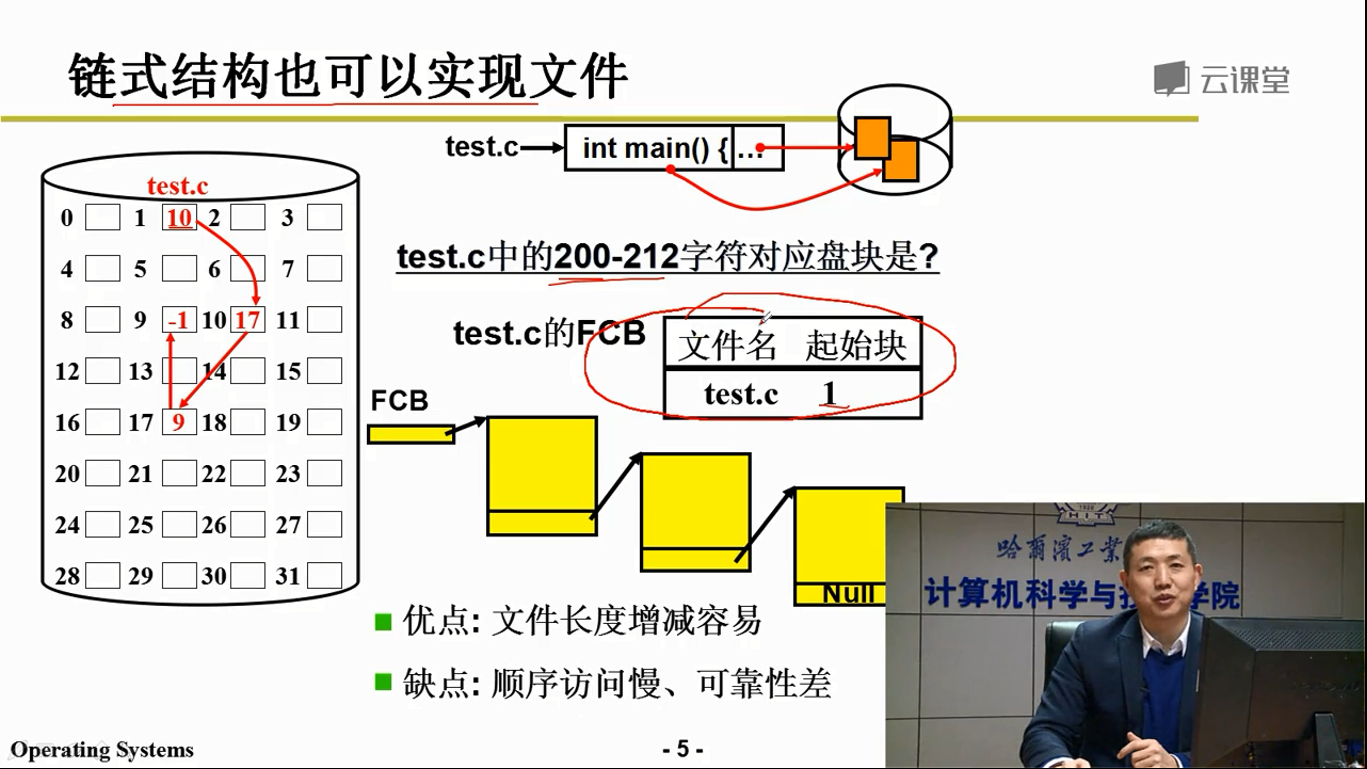 链式结构也可以实现文件
云课堂
test.c
int main() {
...
test.c
0 1 10 2 3
4 5 6 7
8 9 -1 10 17 11
12 13 14 15
16 17 9 18 19
20 21 22 23
24 25 26 27
28 29 30 31
test.c中的200-212字符对应盘块是?
test.c的FCB
文件名 起始块
test.c 1
FCB
Null
优点: 文件长度增减容易
缺点: 顺序访问慢、可靠性差
1920
HIT
哈爾濱工業
计算机科学与技 学院
Operating Systems
- 5 -